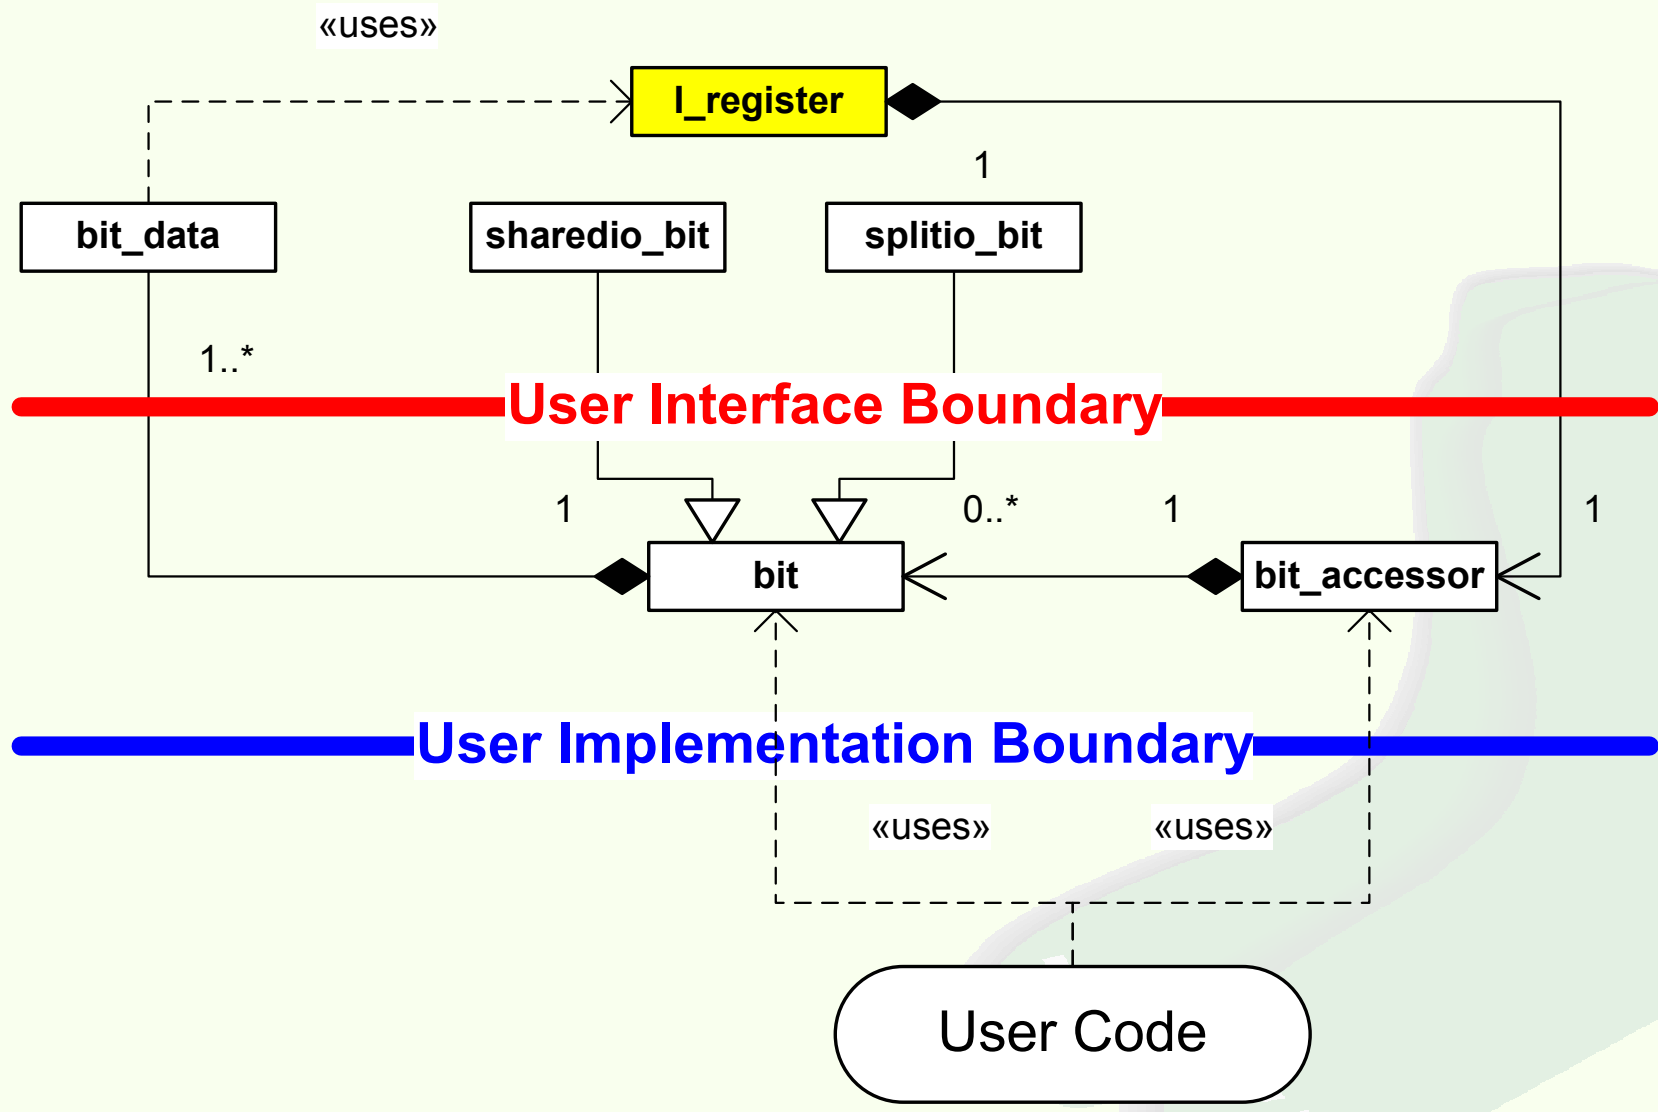 «uses»
I_register
1
bit_data
sharedio_bit
splitio_bit
1..*
User Interface Boundary
1
0..*
1
1
bit
bit_accessor
User Implementation Boundary
«uses»
«uses»
User Code